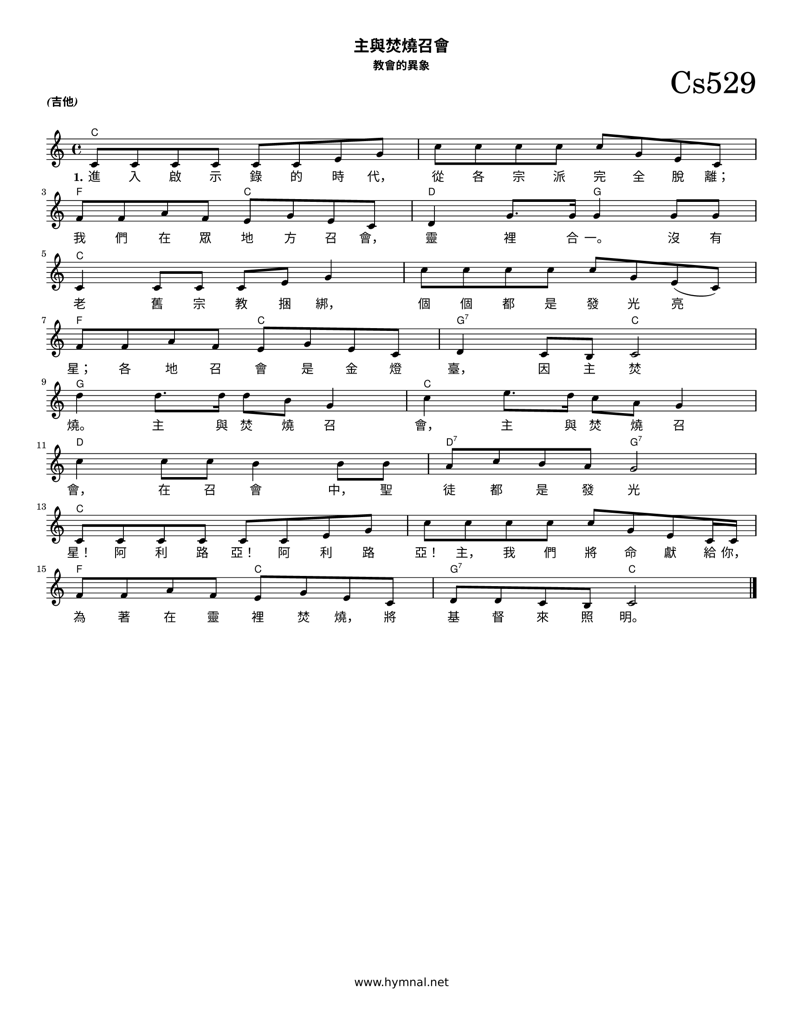 主與焚燒召會
教會的異象
Cs529
(吉他)
C
1. 進 入 啟 示 錄 的 時 代， 從 各 宗 派 完 全 脫 離；
3 F C D G
我 們 在 眾 地 方 召 會， 靈 裡 合 一。 沒 有
5 C
老 舊 宗 教 捆 綁， 個 個 都 是 發 光 亮
7 F C G7 C
星； 各 地 召 會 是 金 燈 臺， 因 主 焚
9 G C
燒。 主 與 焚 燒 召 會， 主 與 焚 燒 召
11 D D7 G7
會， 在 召 會 中， 聖 徒 都 是 發 光
13 C
星！ 阿 利 路 亞！ 阿 利 路 亞！ 主， 我 們 將 命 獻 給 你，
15 F C G7 C
為 著 在 靈 裡 焚 燒， 將 基 督 來 照 明。
www.hymnal.net